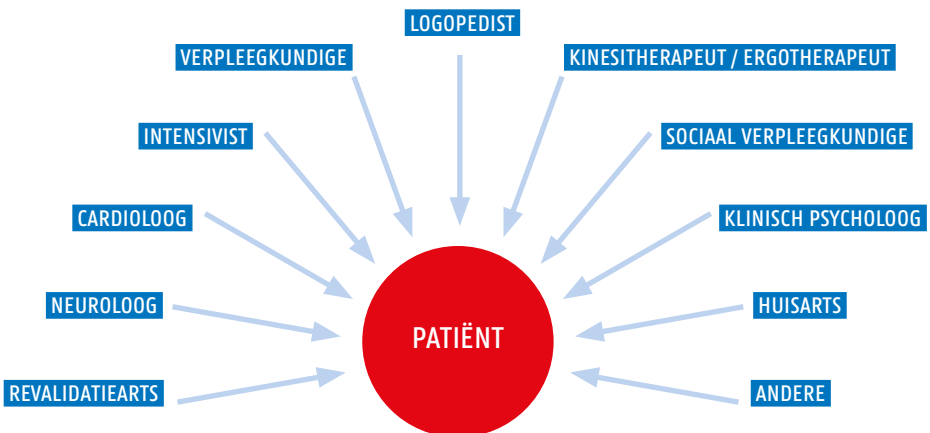 LOGOPEDIST
VERPLEEGKUNDIGE
KINESITHERAPEUT / ERGOTHERAPEUT
INTENSIVIST
SOCIAAL VERPLEEGKUNDIGE
CARDIOLOOG
KLINISCH PSYCHOLOOG
NEUROLOOG
HUISARTS
PATIËNT
REVALIDATIEARTS
ANDERE